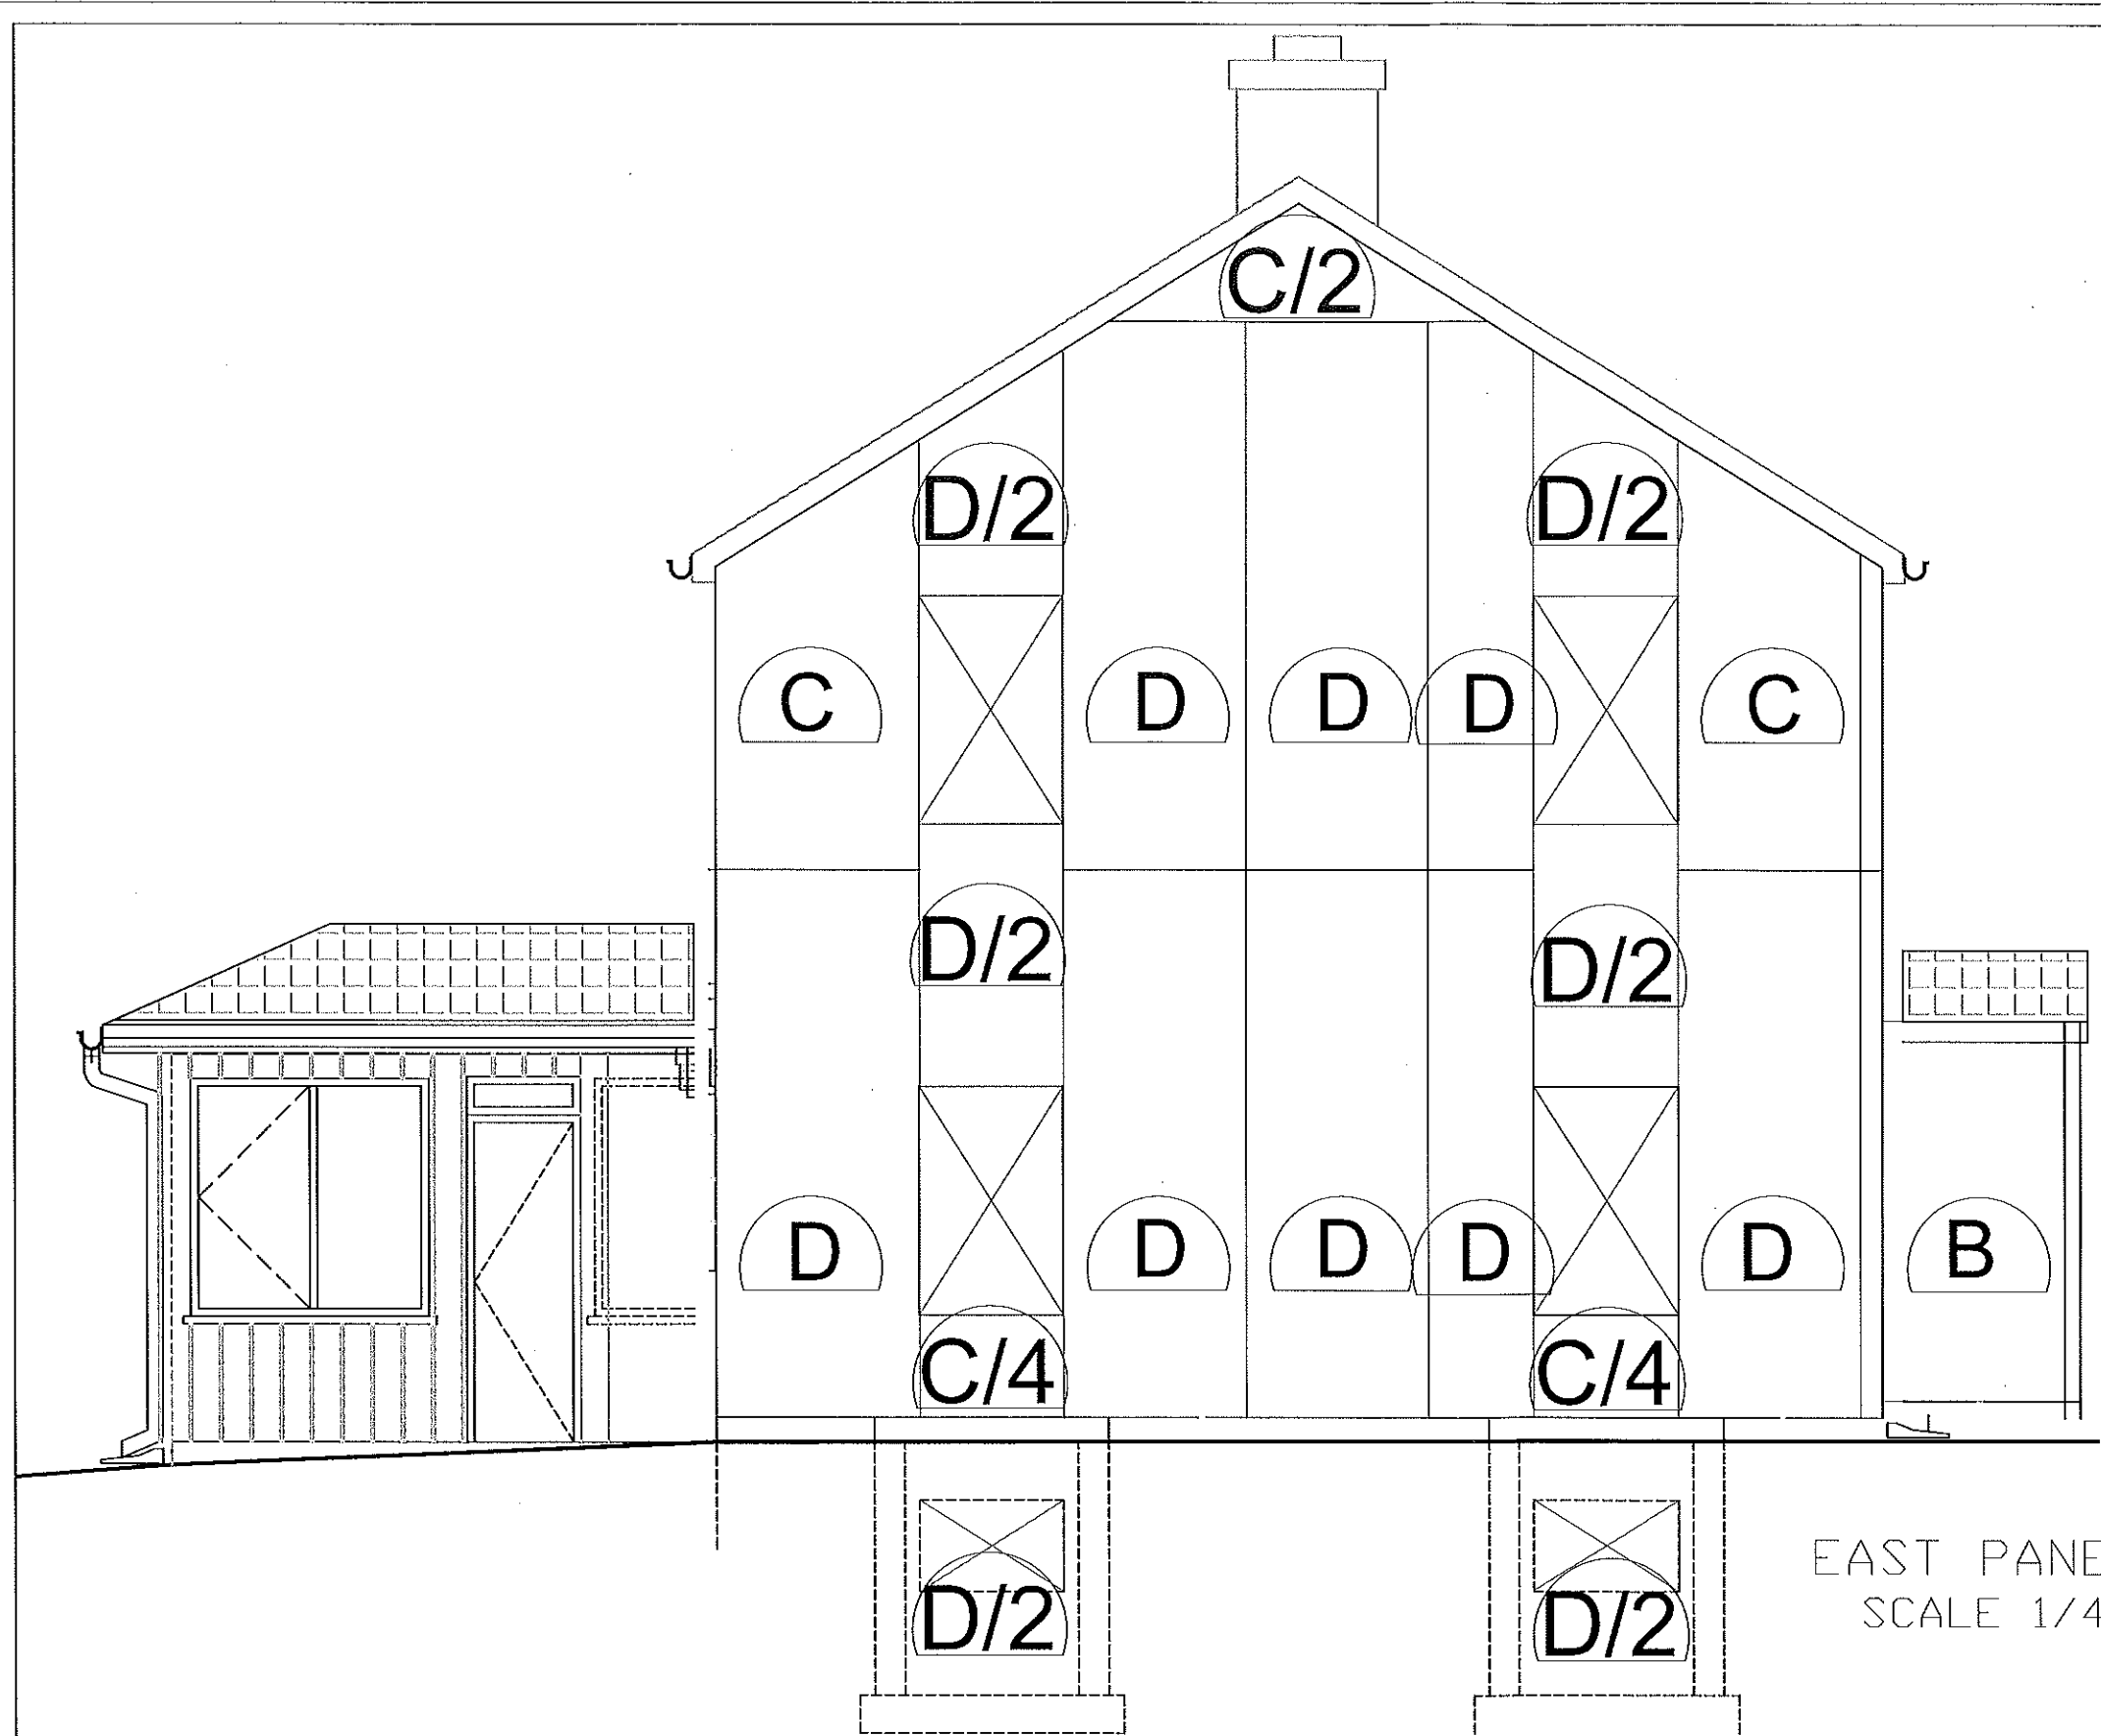 C/2
D/2 D/2
C D D D C
D/2 D/2
D D D D D B
C/4 C/4
EAST PANE
SCALE 1/4
D/2 D/2